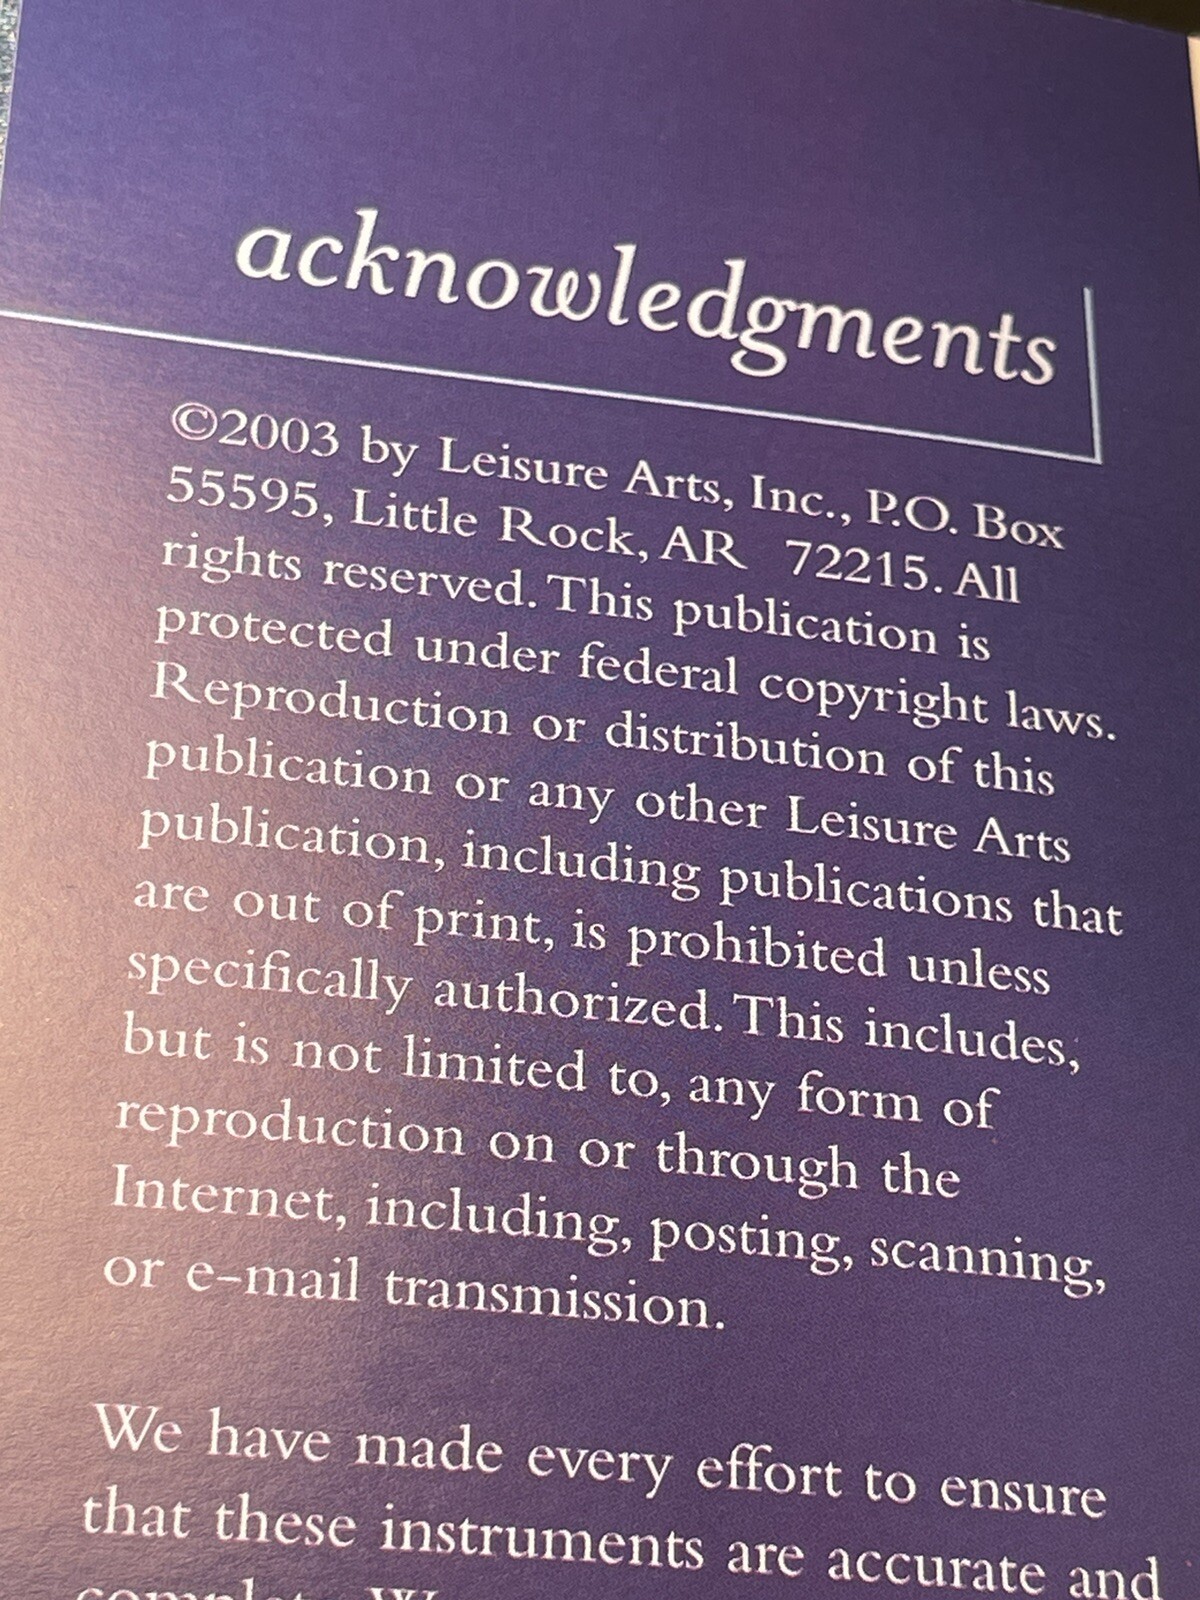 acknowledgments
©2003 by Leisure Arts, Inc., P.O. Box
55595, Little Rock, AR 72215. All
rights reserved. This publication is
protected under federal copyright laws.
Reproduction or distribution of this
publication or any other Leisure Arts
publication, including publications that
are out of print, is prohibited unless
specifically authorized. This includes,
but is not limited to, any form of
reproduction on or through the
Internet, including, posting, scanning,
or e-mail transmission.
We have made every effort to ensure
that these instruments are accurate and